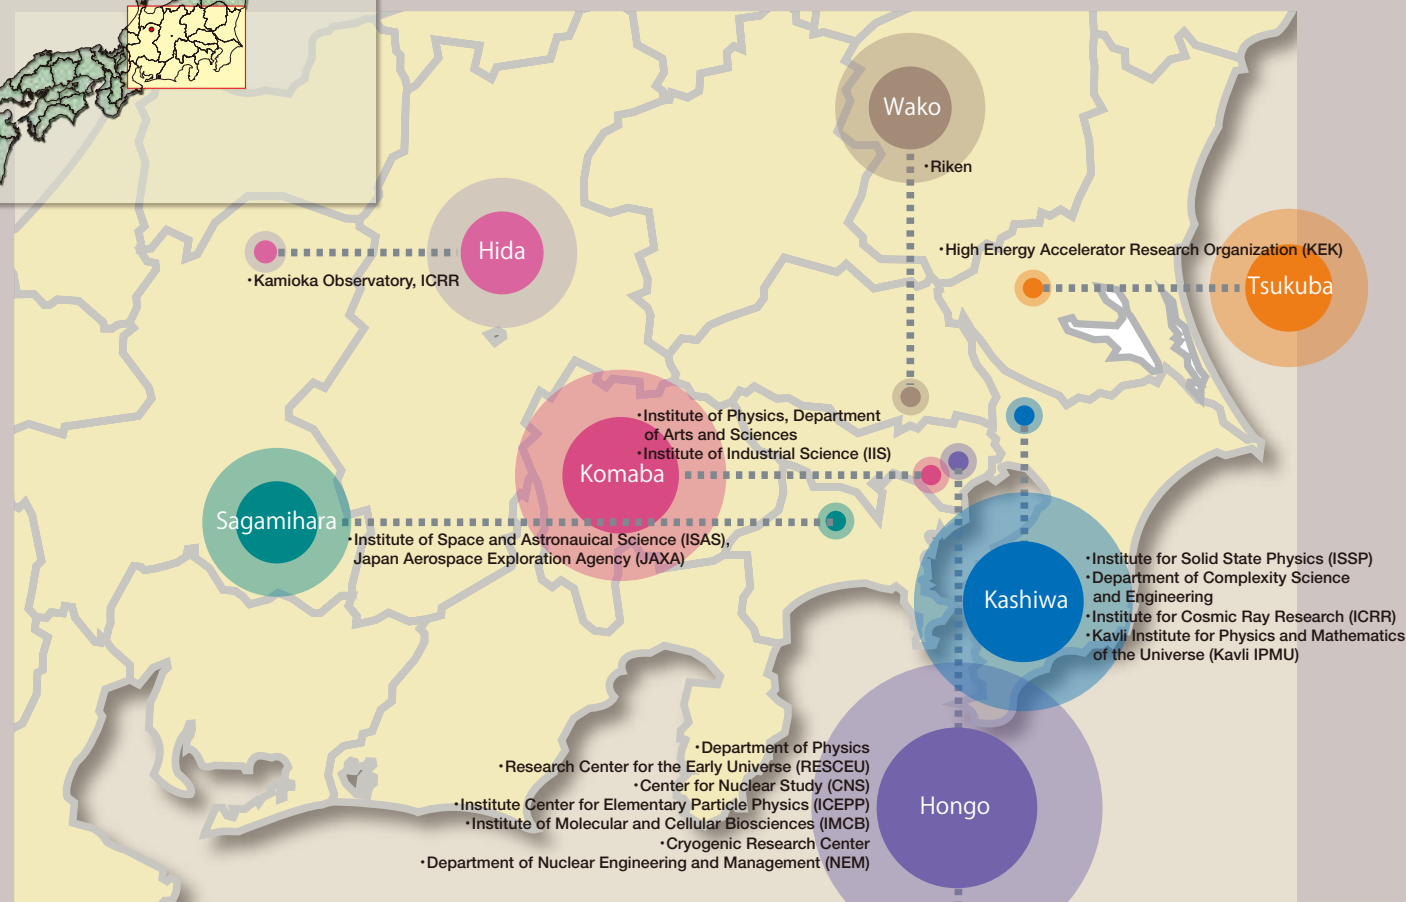 Wako
・Riken
Hida
・Kamioka Observatory, ICRR
・High Energy Accelerator Research Organization (KEK)
Tsukuba
・Institute of Physics, Department
of Arts and Sciences
・Institute of Industrial Science (IIS)
Komaba
Sagamihara
・Institute of Space and Astronauical Science (ISAS),
Japan Aerospace Exploration Agency (JAXA)
Kashiwa
・Institute for Solid State Physics (ISSP)
・Department of Complexity Science
and Engineering
・Institute for Cosmic Ray Research (ICRR)
・Kavli Institute for Physics and Mathematics
of the Universe (Kavli IPMU)
・Department of Physics
・Research Center for the Early Universe (RESCEU)
・Center for Nuclear Study (CNS)
・Institute Center for Elementary Particle Physics (ICEPP)
・Institute of Molecular and Cellular Biosciences (IMCB)
・Cryogenic Research Center
・Department of Nuclear Engineering and Management (NEM)
Hongo